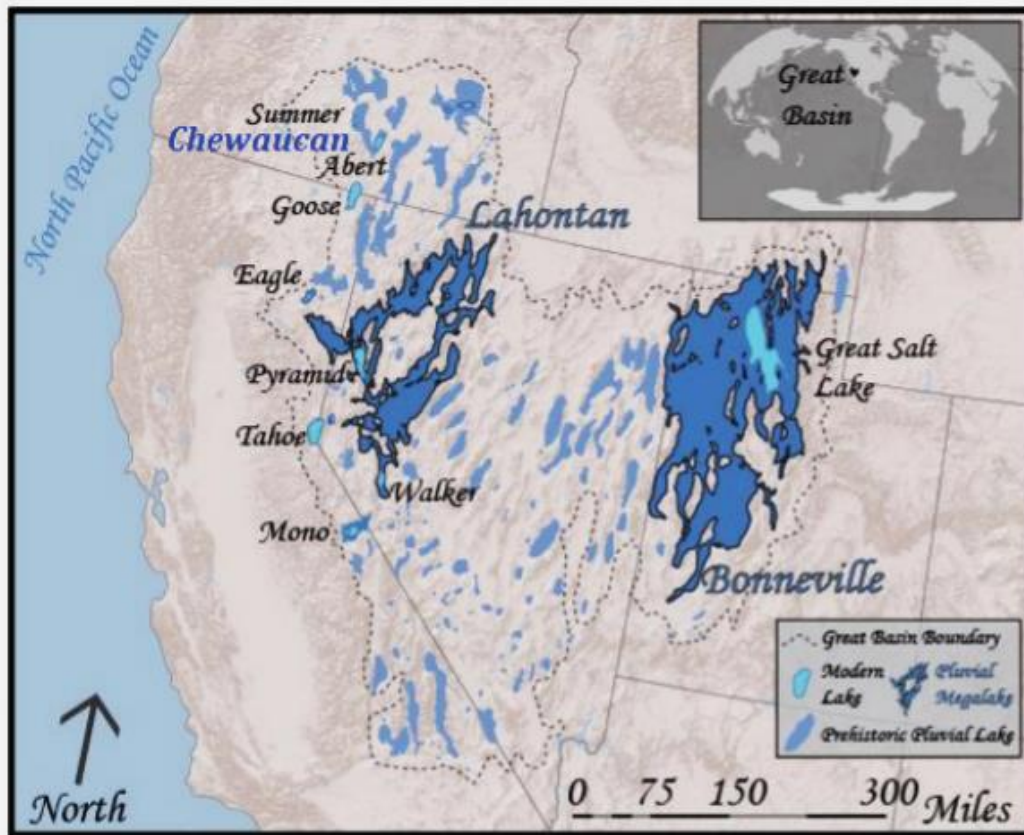 North Pacific Ocean
Summer
Chewaucan
Abert
Goose
Lahontan
Eagle
Pyramid
Tahoe
Walker
Mono
Great Salt
Lake
Bonneville
Great
Basin
Great Basin Boundary
Modern
Lake
Pluvial
Megalake
Prehistoric Pluvial Lake
North
0 75 150 300 Miles